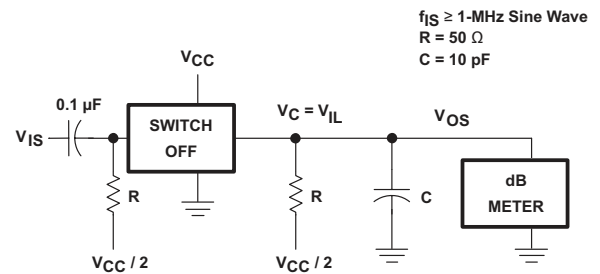 fIS ≥ 1-MHz Sine Wave
R = 50 Ω
C = 10 pF
VCC
0.1 µF
VIS
SWITCH
OFF
VC = VIL
VOS
R
R
C
dB
METER
VCC / 2
VCC / 2